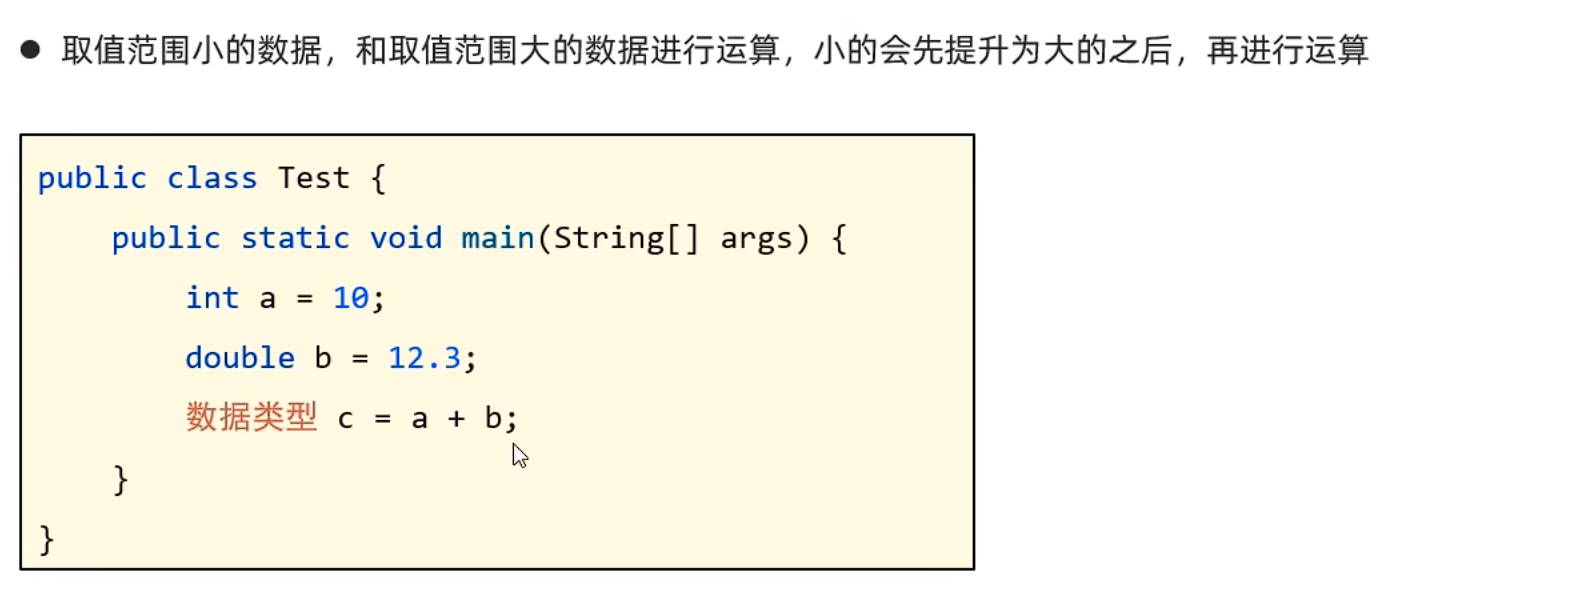 ● 取值范围小的数据，和取值范围大的数据进行运算，小的会先提升为大的之后，再进行运算
public class Test {
    public static void main(String[] args) {
        int a = 10;
        double b = 12.3;
        数据类型 c = a + b;
    }
}